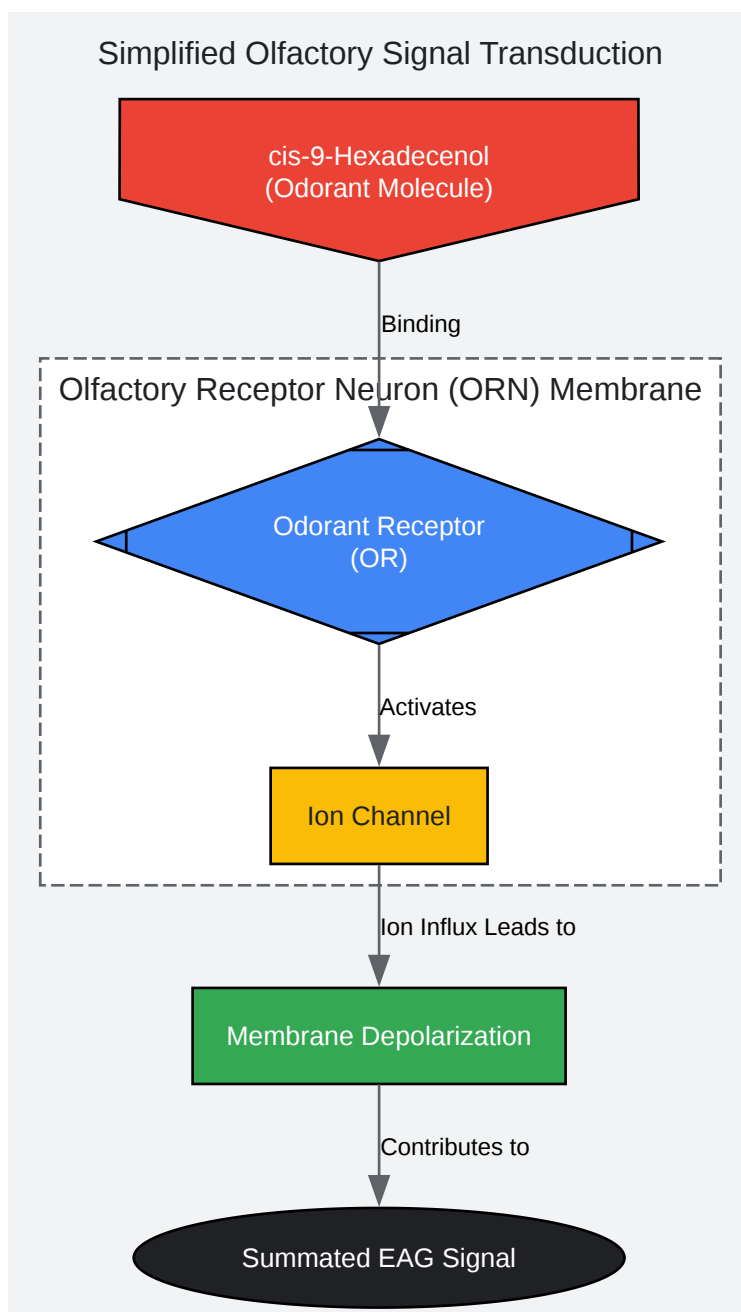 Simplified Olfactory Signal Transduction
cis-9-Hexadecenol
(Odorant Molecule)
Binding
Olfactory Receptor Neuron (ORN) Membrane
Odorant Receptor
(OR)
Activates
Ion Channel
Ion Influx Leads to
Membrane Depolarization
Contributes to
Summated EAG Signal